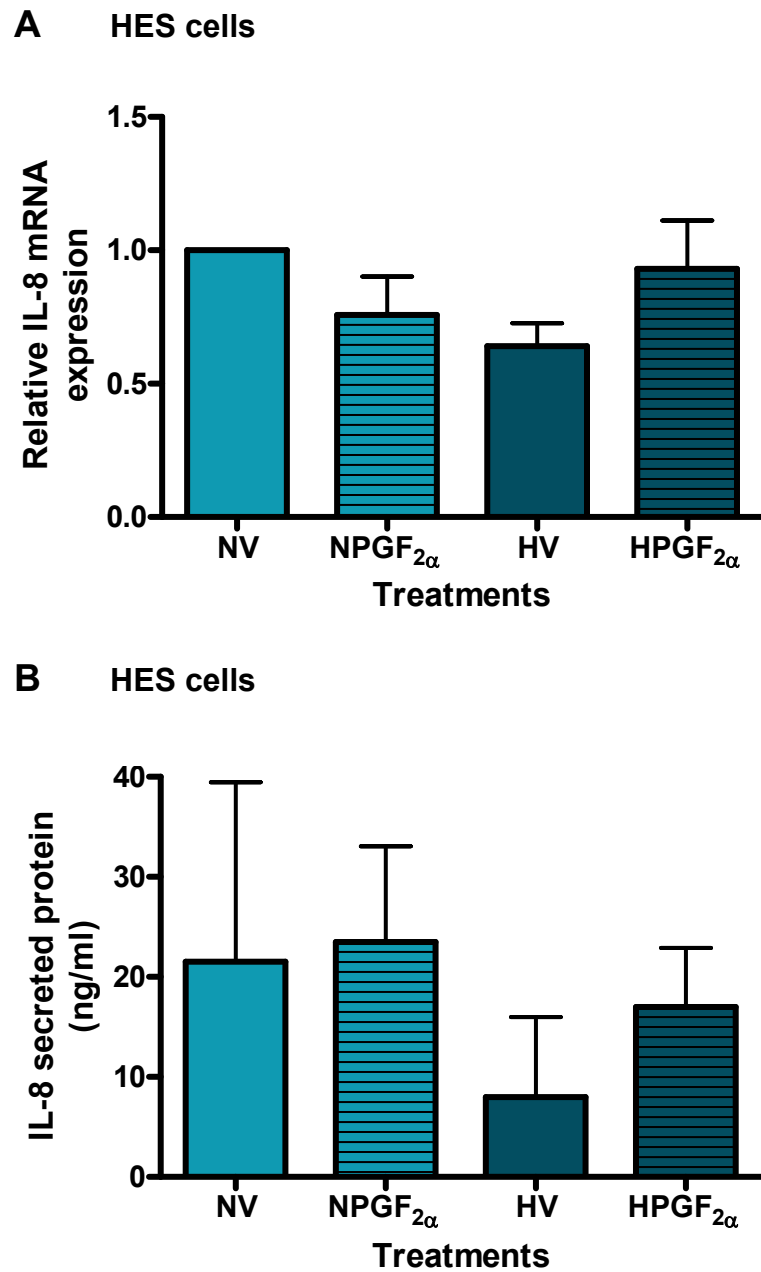 A HES cells
1.5
1.0
0.5
0.0
Relative IL-8 mRNA
expression
NV NPGF2α HV HPGF2α
Treatments
B HES cells
40
30
20
10
0
IL-8 secreted protein
(ng/ml)
NV NPGF2α HV HPGF2α
Treatments